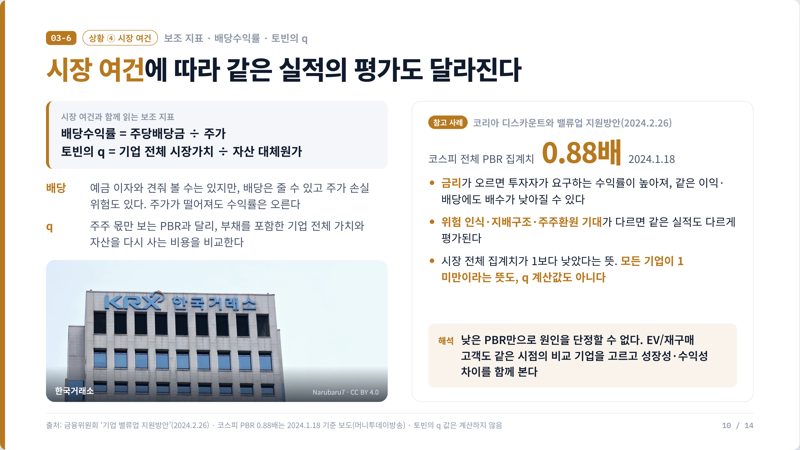 03-6 상황 ④ 시장 여건 보조 지표 · 배당수익률 · 토빈의 q
시장 여건에 따라 같은 실적의 평가도 달라진다
시장 여건과 함께 읽는 보조 지표
배당수익률 = 주당배당금 ÷ 주가
토빈의 q = 기업 전체 시장가치 ÷ 자산 대체원가
배당 예금 이자와 견줘 볼 수는 있지만, 배당은 줄 수 있고 주가 손실
위험도 있다. 주가가 떨어져도 수익률은 오른다
q 주주 몫만 보는 PBR과 달리, 부채를 포함한 기업 전체 가치와
자산을 다시 사는 비용을 비교한다
KRX 한국거래소
한국거래소
Narubaru7 · CC BY 4.0
참고 사례 코리아 디스카운트와 밸류업 지원방안(2024.2.26)
코스피 전체 PBR 집계치 0.88배 2024.1.18
• 금리가 오르면 투자자가 요구하는 수익률이 높아져, 같은 이익·
배당에도 배수가 낮아질 수 있다
• 위험 인식·지배구조·주주환원 기대가 다르면 같은 실적도 다르게
평가된다
• 시장 전체 집계치가 1보다 낮았다는 뜻. 모든 기업이 1
미만이라는 뜻도, q 계산값도 아니다
해석 낮은 PBR만으로 원인을 단정할 수 없다. EV/재구매
고객도 같은 시점의 비교 기업을 고르고 성장성·수익성
차이를 함께 본다
출처: 금융위원회 '기업 밸류업 지원방안'(2024.2.26) · 코스피 PBR 0.88배는 2024.1.18 기준 보도(머니투데이방송) · 토빈의 q 값은 계산하지 않음
10 / 14